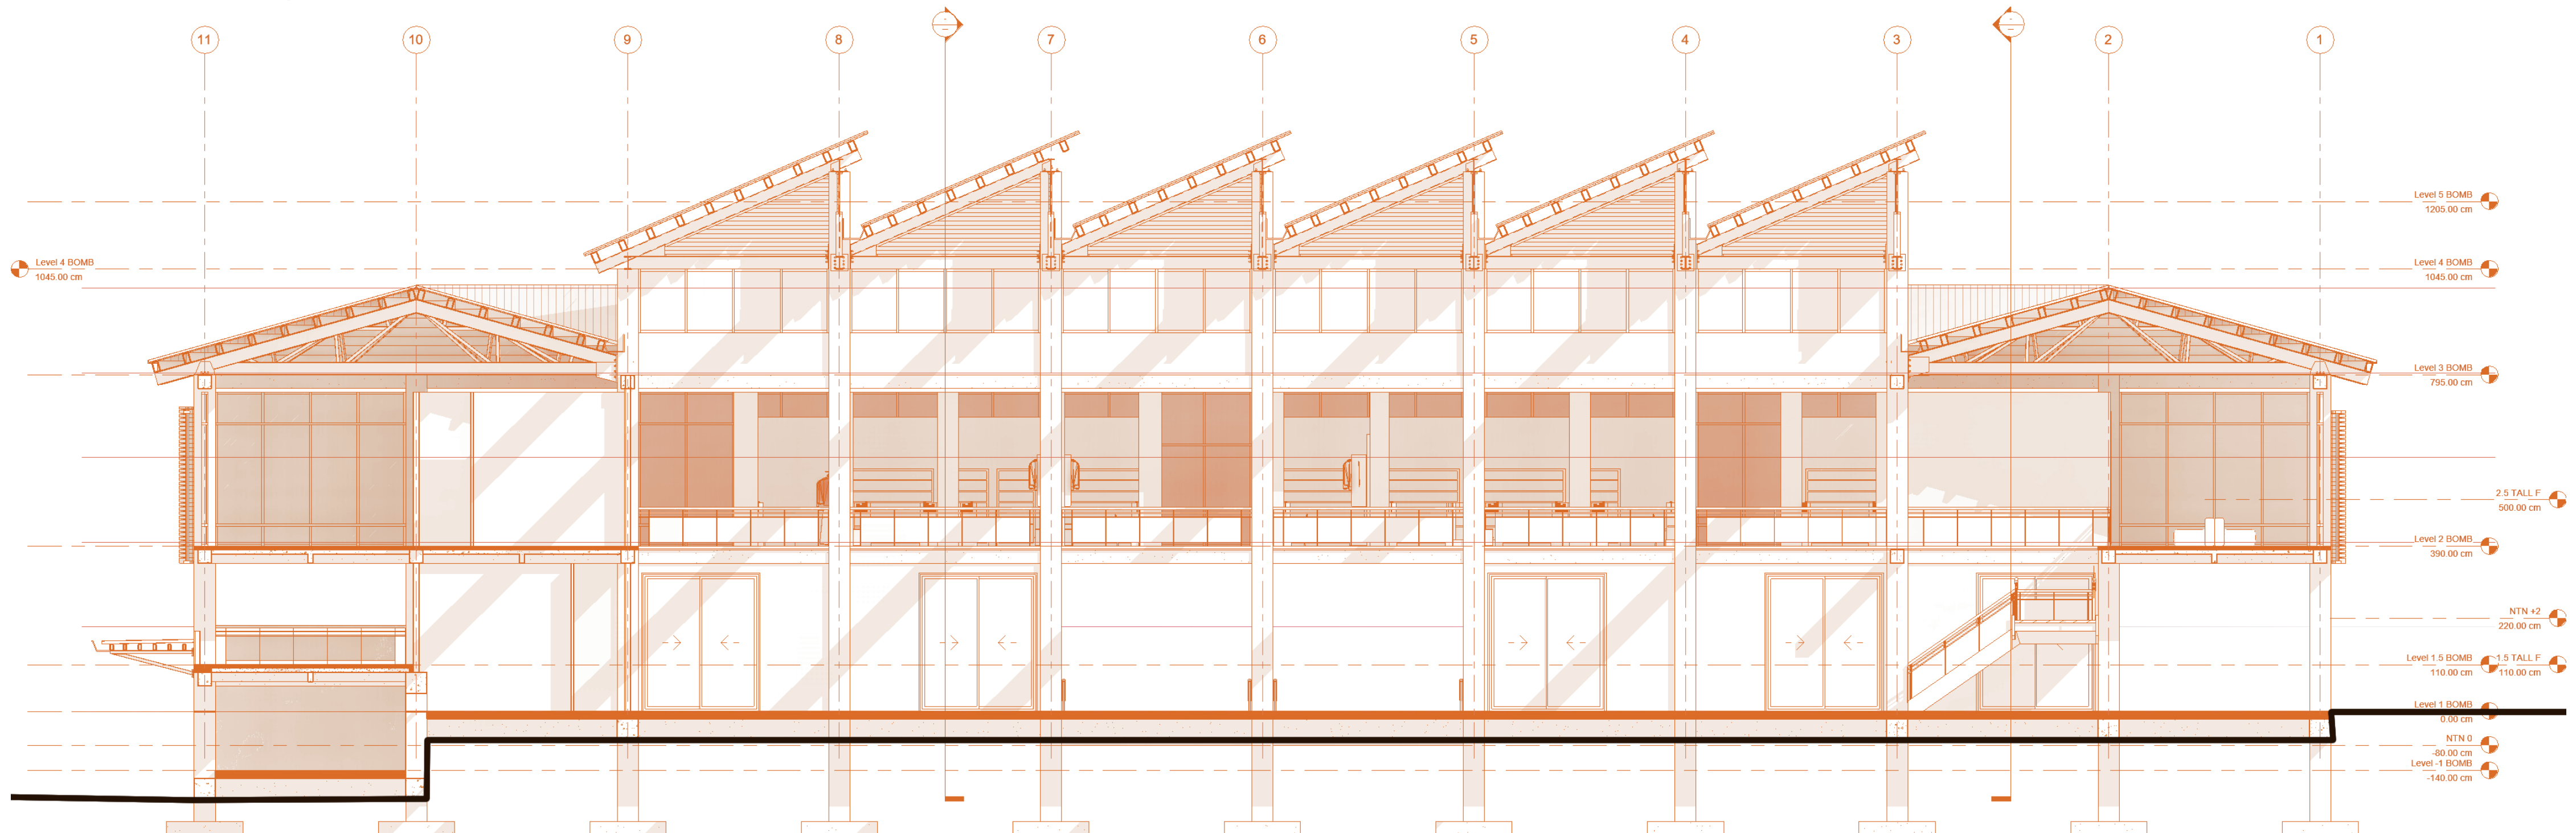 11
10
9
8
7
6
5
4
3
2
1
Level 5 BOMB
1205.00 cm
Level 4 BOMB
1045.00 cm
Level 4 BOMB
1045.00 cm
Level 3 BOMB
795.00 cm
2.5 TALL F
500.00 cm
Level 2 BOMB
390.00 cm
NTN +2
220.00 cm
Level 1.5 BOMB
110.00 cm
1.5 TALL F
110.00 cm
Level 1 BOMB
0.00 cm
NTN 0
-80.00 cm
Level -1 BOMB
-140.00 cm